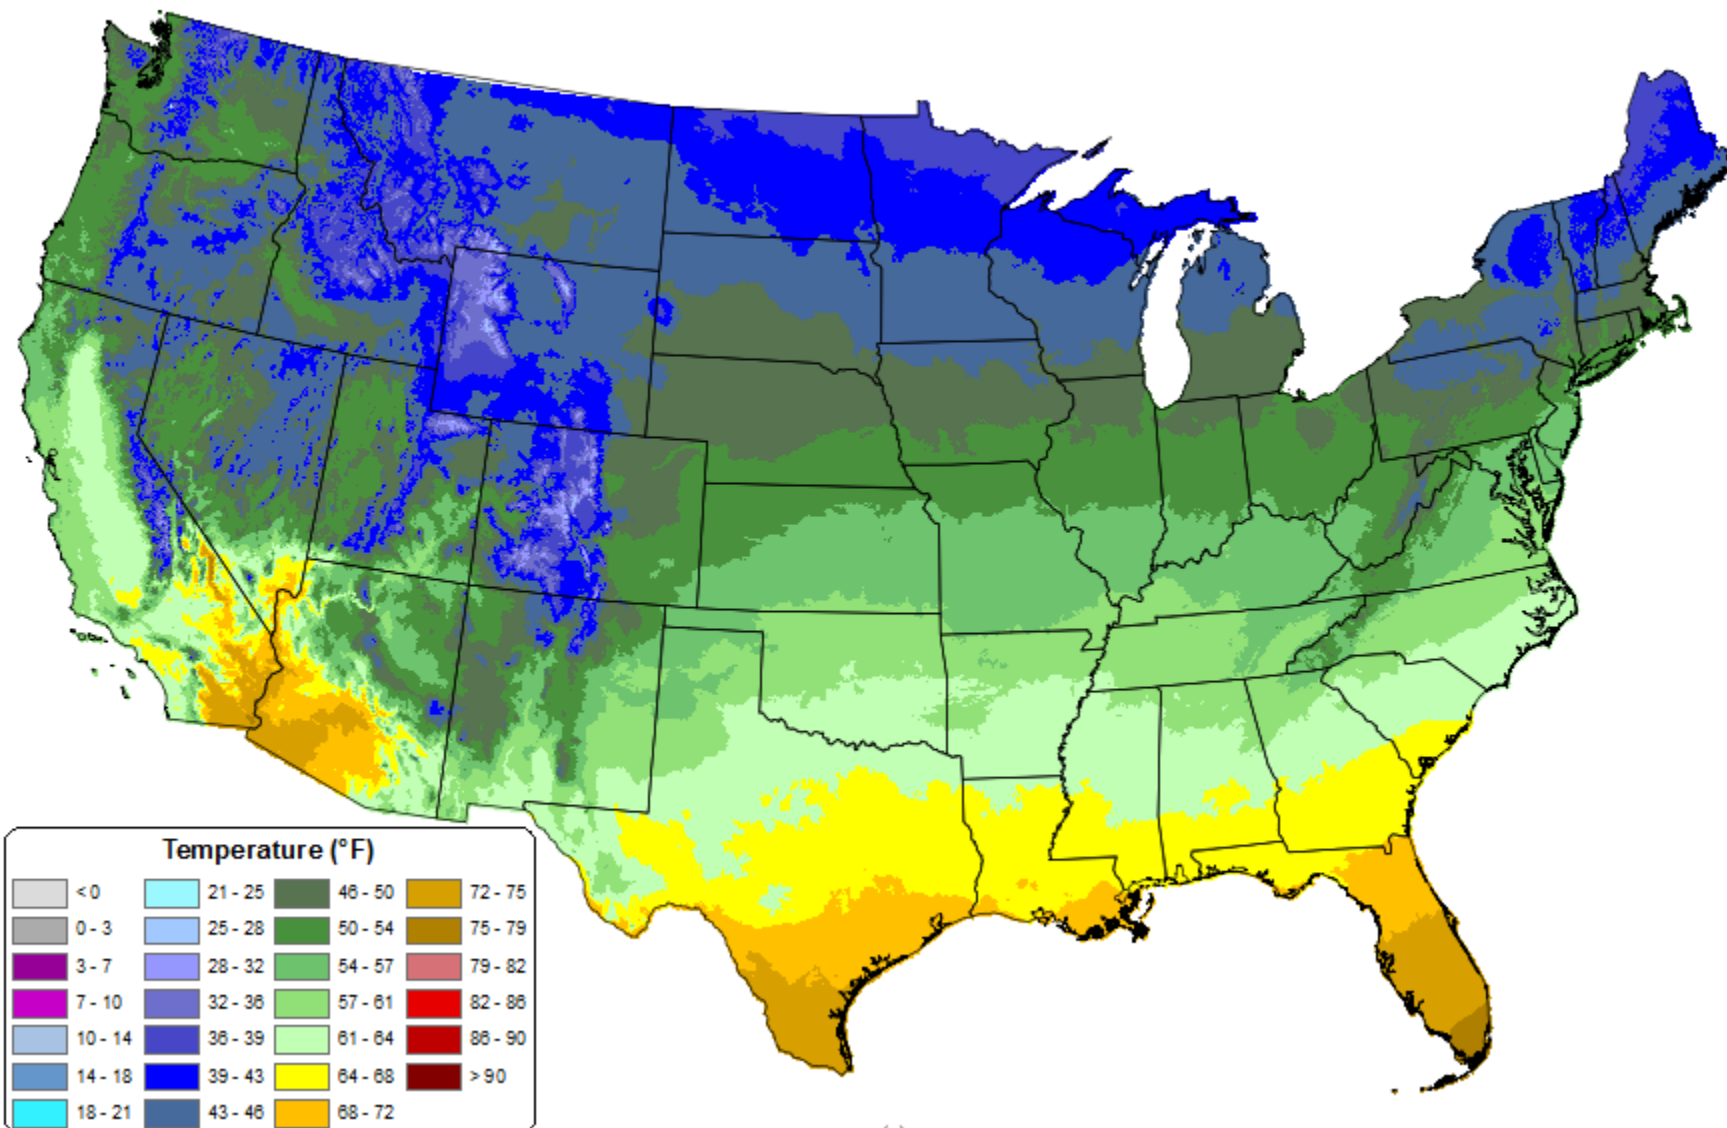 Temperature (°F)
< 0 21 - 25 46 - 50 72 - 75
0 - 3 25 - 28 50 - 54 75 - 79
3 - 7 28 - 32 54 - 57 79 - 82
7 - 10 32 - 36 57 - 61 82 - 86
10 - 14 36 - 39 61 - 64 86 - 90
14 - 18 39 - 43 64 - 68 > 90
18 - 21 43 - 46 68 - 72